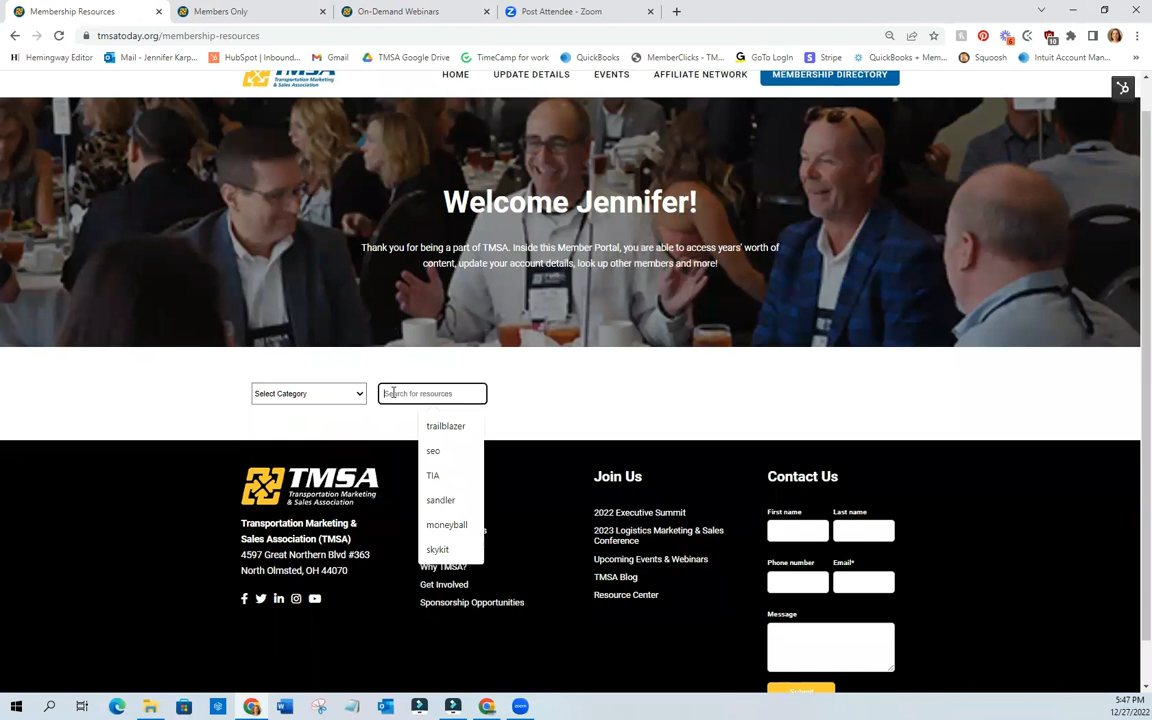 Membership Resources
Members Only
On-Demand Webinars
Post Attendee - Zoom
tmsatoday.org/membership-resources
6
10
Hemingway Editor
Mail - Jennifer Karp...
HubSpot | Inbound...
Gmail
TMSA Google Drive
TimeCamp for work
QuickBooks
MemberClicks - TM...
GoTo LogIn
Stripe
QuickBooks + Mem...
Squoosh
Intuit Account Man...
»
Transportation Marketing
& Sales Association
HOME
UPDATE DETAILS
EVENTS
AFFILIATE NETWORK
MEMBERSHIP DIRECTORY
Welcome Jennifer!
Thank you for being a part of TMSA. Inside this Member Portal, you are able to access years' worth of
content, update your account details, look up other members and more!
Select Category
Search for resources
trailblazer
seo
TIA
sandler
moneyball
skykit
TMSA
Transportation Marketing
& Sales Association
Transportation Marketing &
Sales Association (TMSA)
4597 Great Northern Blvd #363
North Olmsted, OH 44070
Why TMSA?
Get Involved
Sponsorship Opportunities
Join Us
2022 Executive Summit
2023 Logistics Marketing & Sales
Conference
Upcoming Events & Webinars
TMSA Blog
Resource Center
Contact Us
First name
Last name
Phone number
Email*
Message
Submit
5:47 PM
12/27/2022